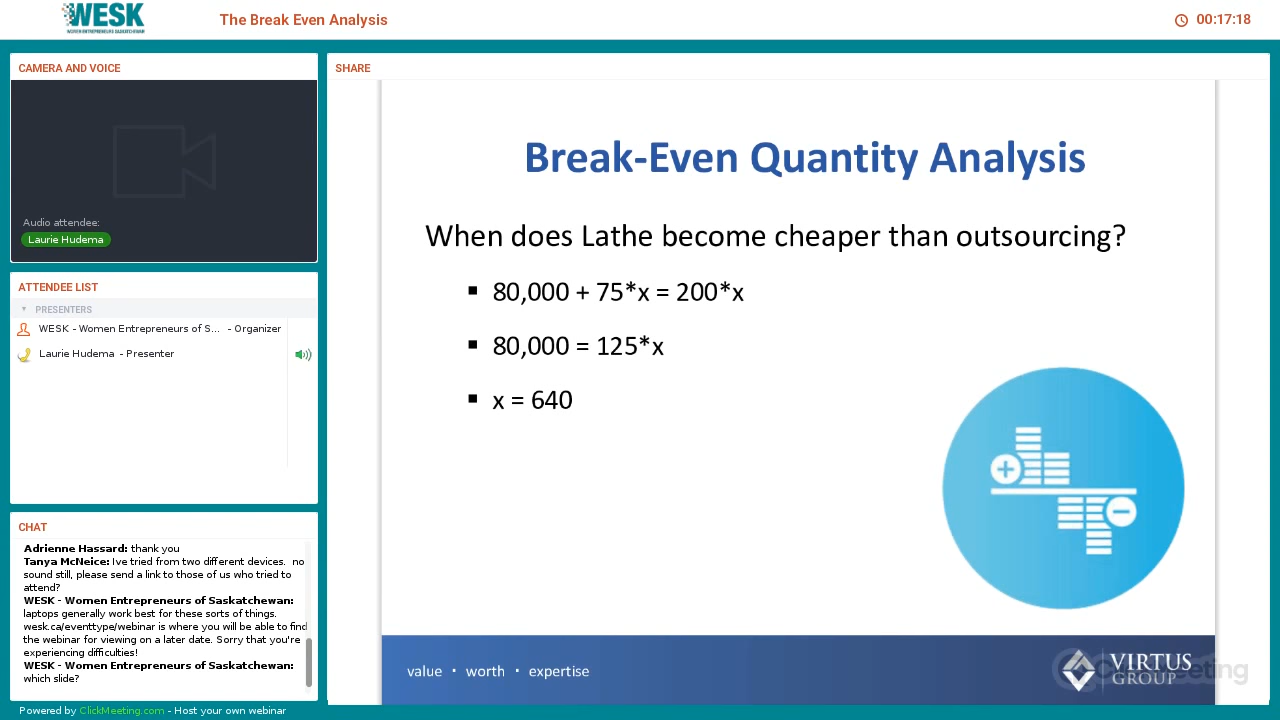 WESK
WOMEN ENTREPRENEURS SASKATCHEWAN
The Break Even Analysis
00:17:18
CAMERA AND VOICE
Audio attendee:
Laurie Hudema
ATTENDEE LIST
PRESENTERS
WESK - Women Entrepreneurs of S... - Organizer
Laurie Hudema - Presenter
CHAT
Adrienne Hassard: thank you
Tanya McNeice: Ive tried from two different devices. no
sound still, please send a link to those of us who tried to
attend?
WESK - Women Entrepreneurs of Saskatchewan:
laptops generally work best for these sorts of things.
wesk.ca/eventtype/webinar is where you will be able to find
the webinar for viewing on a later date. Sorry that you're
experiencing difficulties!
WESK - Women Entrepreneurs of Saskatchewan:
which slide?
Powered by ClickMeeting.com - Host your own webinar
SHARE
Break-Even Quantity Analysis
When does Lathe become cheaper than outsourcing?
▪ 80,000 + 75*x = 200*x
▪ 80,000 = 125*x
▪ x = 640
value · worth · expertise
VIRTUS
GROUP